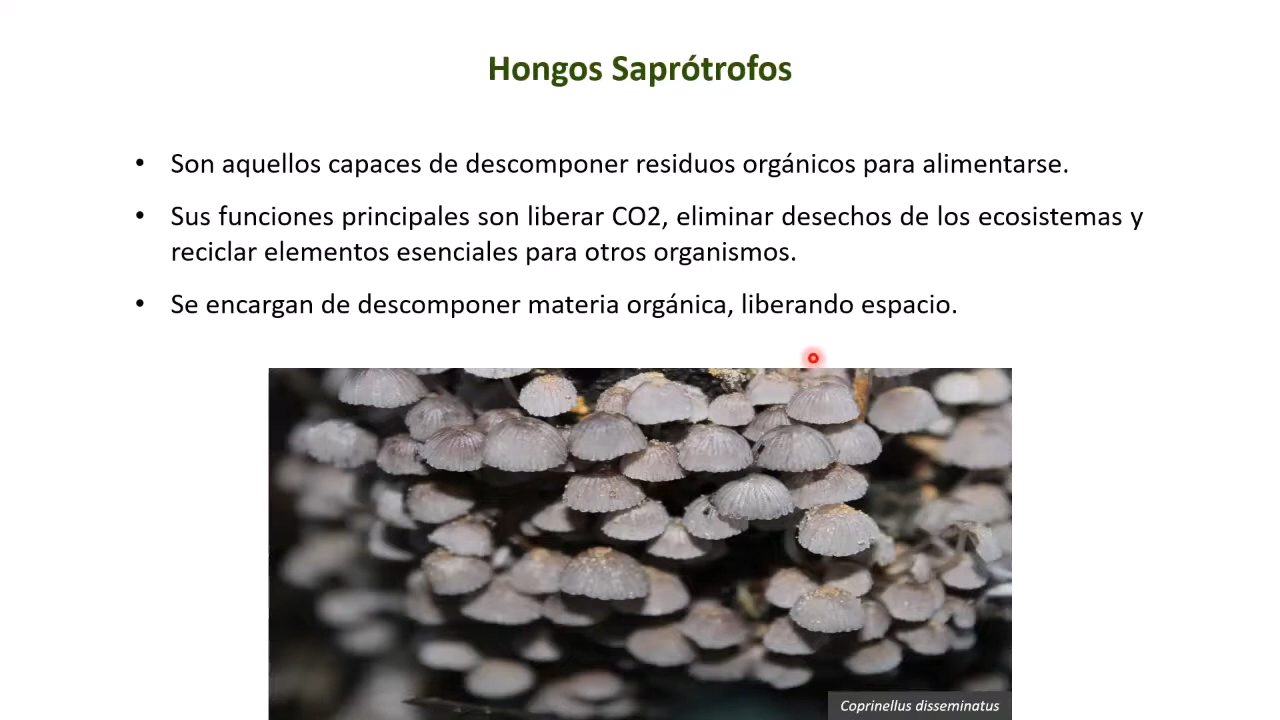 Hongos Saprótrofos
• Son aquellos capaces de descomponer residuos orgánicos para alimentarse.
• Sus funciones principales son liberar CO2, eliminar desechos de los ecosistemas y
reciclar elementos esenciales para otros organismos.
• Se encargan de descomponer materia orgánica, liberando espacio.
Coprinellus disseminatus